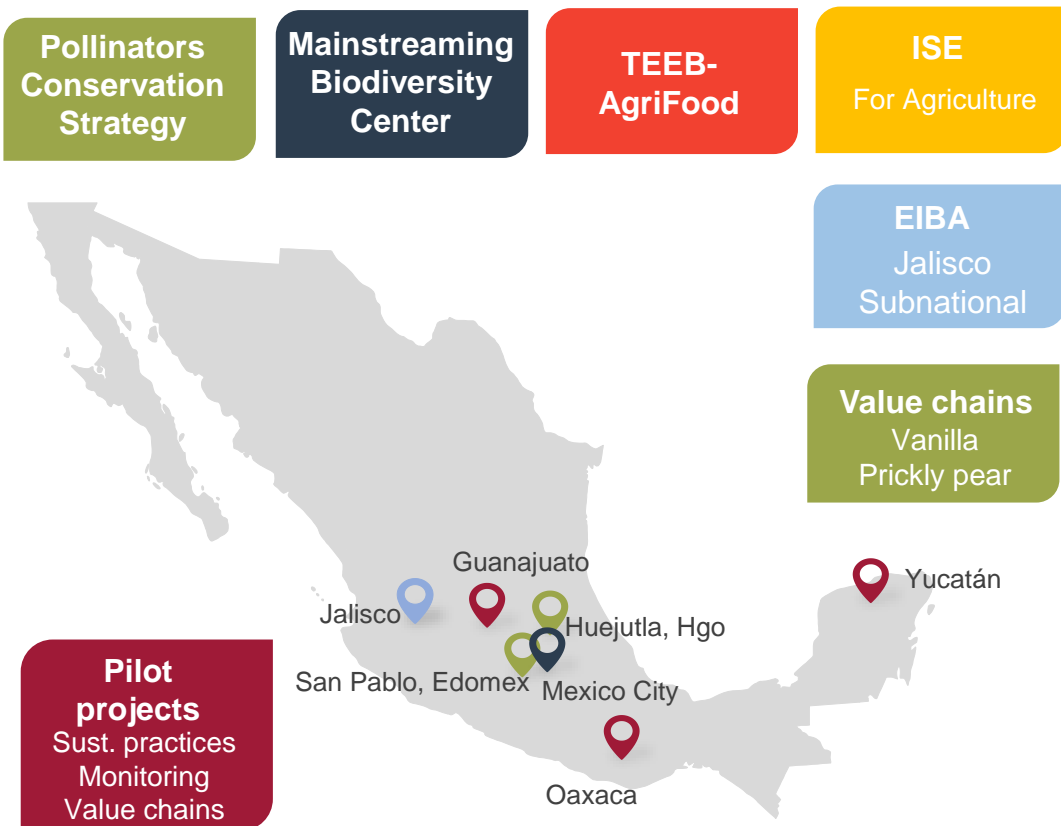 Pollinators
Conservation
Strategy
Mainstreaming
Biodiversity
Center
TEEB-
AgriFood
ISE
For Agriculture
EIBA
Jalisco
Subnational
Value chains
Vanilla
Prickly pear
Guanajuato
Yucatán
Jalisco
Huejutla, Hgo
San Pablo, Edomex
Mexico City
Oaxaca
Pilot
projects
Sust. practices
Monitoring
Value chains